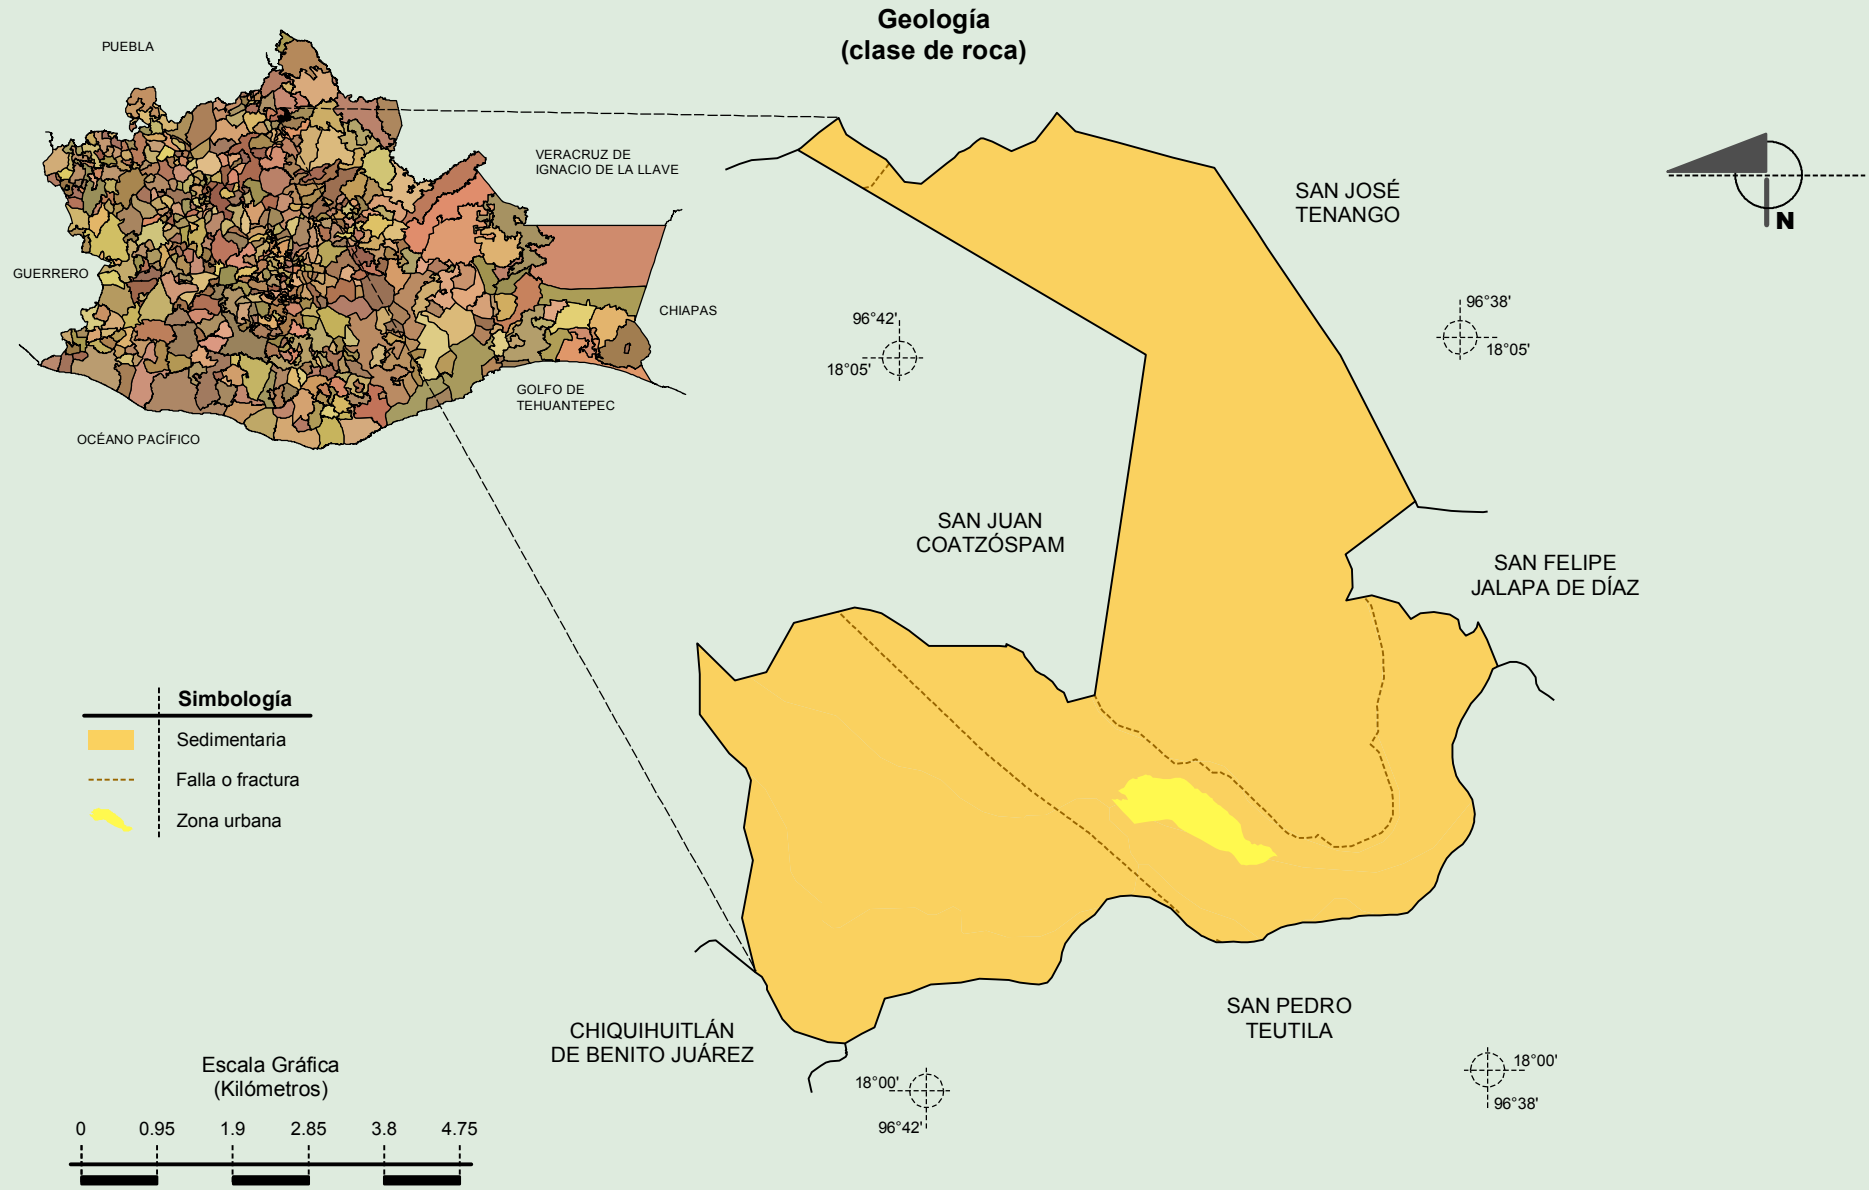 Geología
(clase de roca)
PUEBLA
VERACRUZ DE
IGNACIO DE LA LLAVE
GUERRERO
CHIAPAS
GOLFO DE
TEHUANTEPEC
OCÉANO PACÍFICO
SAN JOSÉ
TENANGO
N
96°42'
18°05'
96°38'
18°05'
SAN JUAN
COATZÓSPAM
SAN FELIPE
JALAPA DE DÍAZ
Simbología
Sedimentaria
Falla o fractura
Zona urbana
CHIQUIHUITLÁN
DE BENITO JUÁREZ
SAN PEDRO
TEUTILA
18°00'
96°42'
18°00'
96°38'
Escala Gráfica
(Kilómetros)
0 0.95 1.9 2.85 3.8 4.75